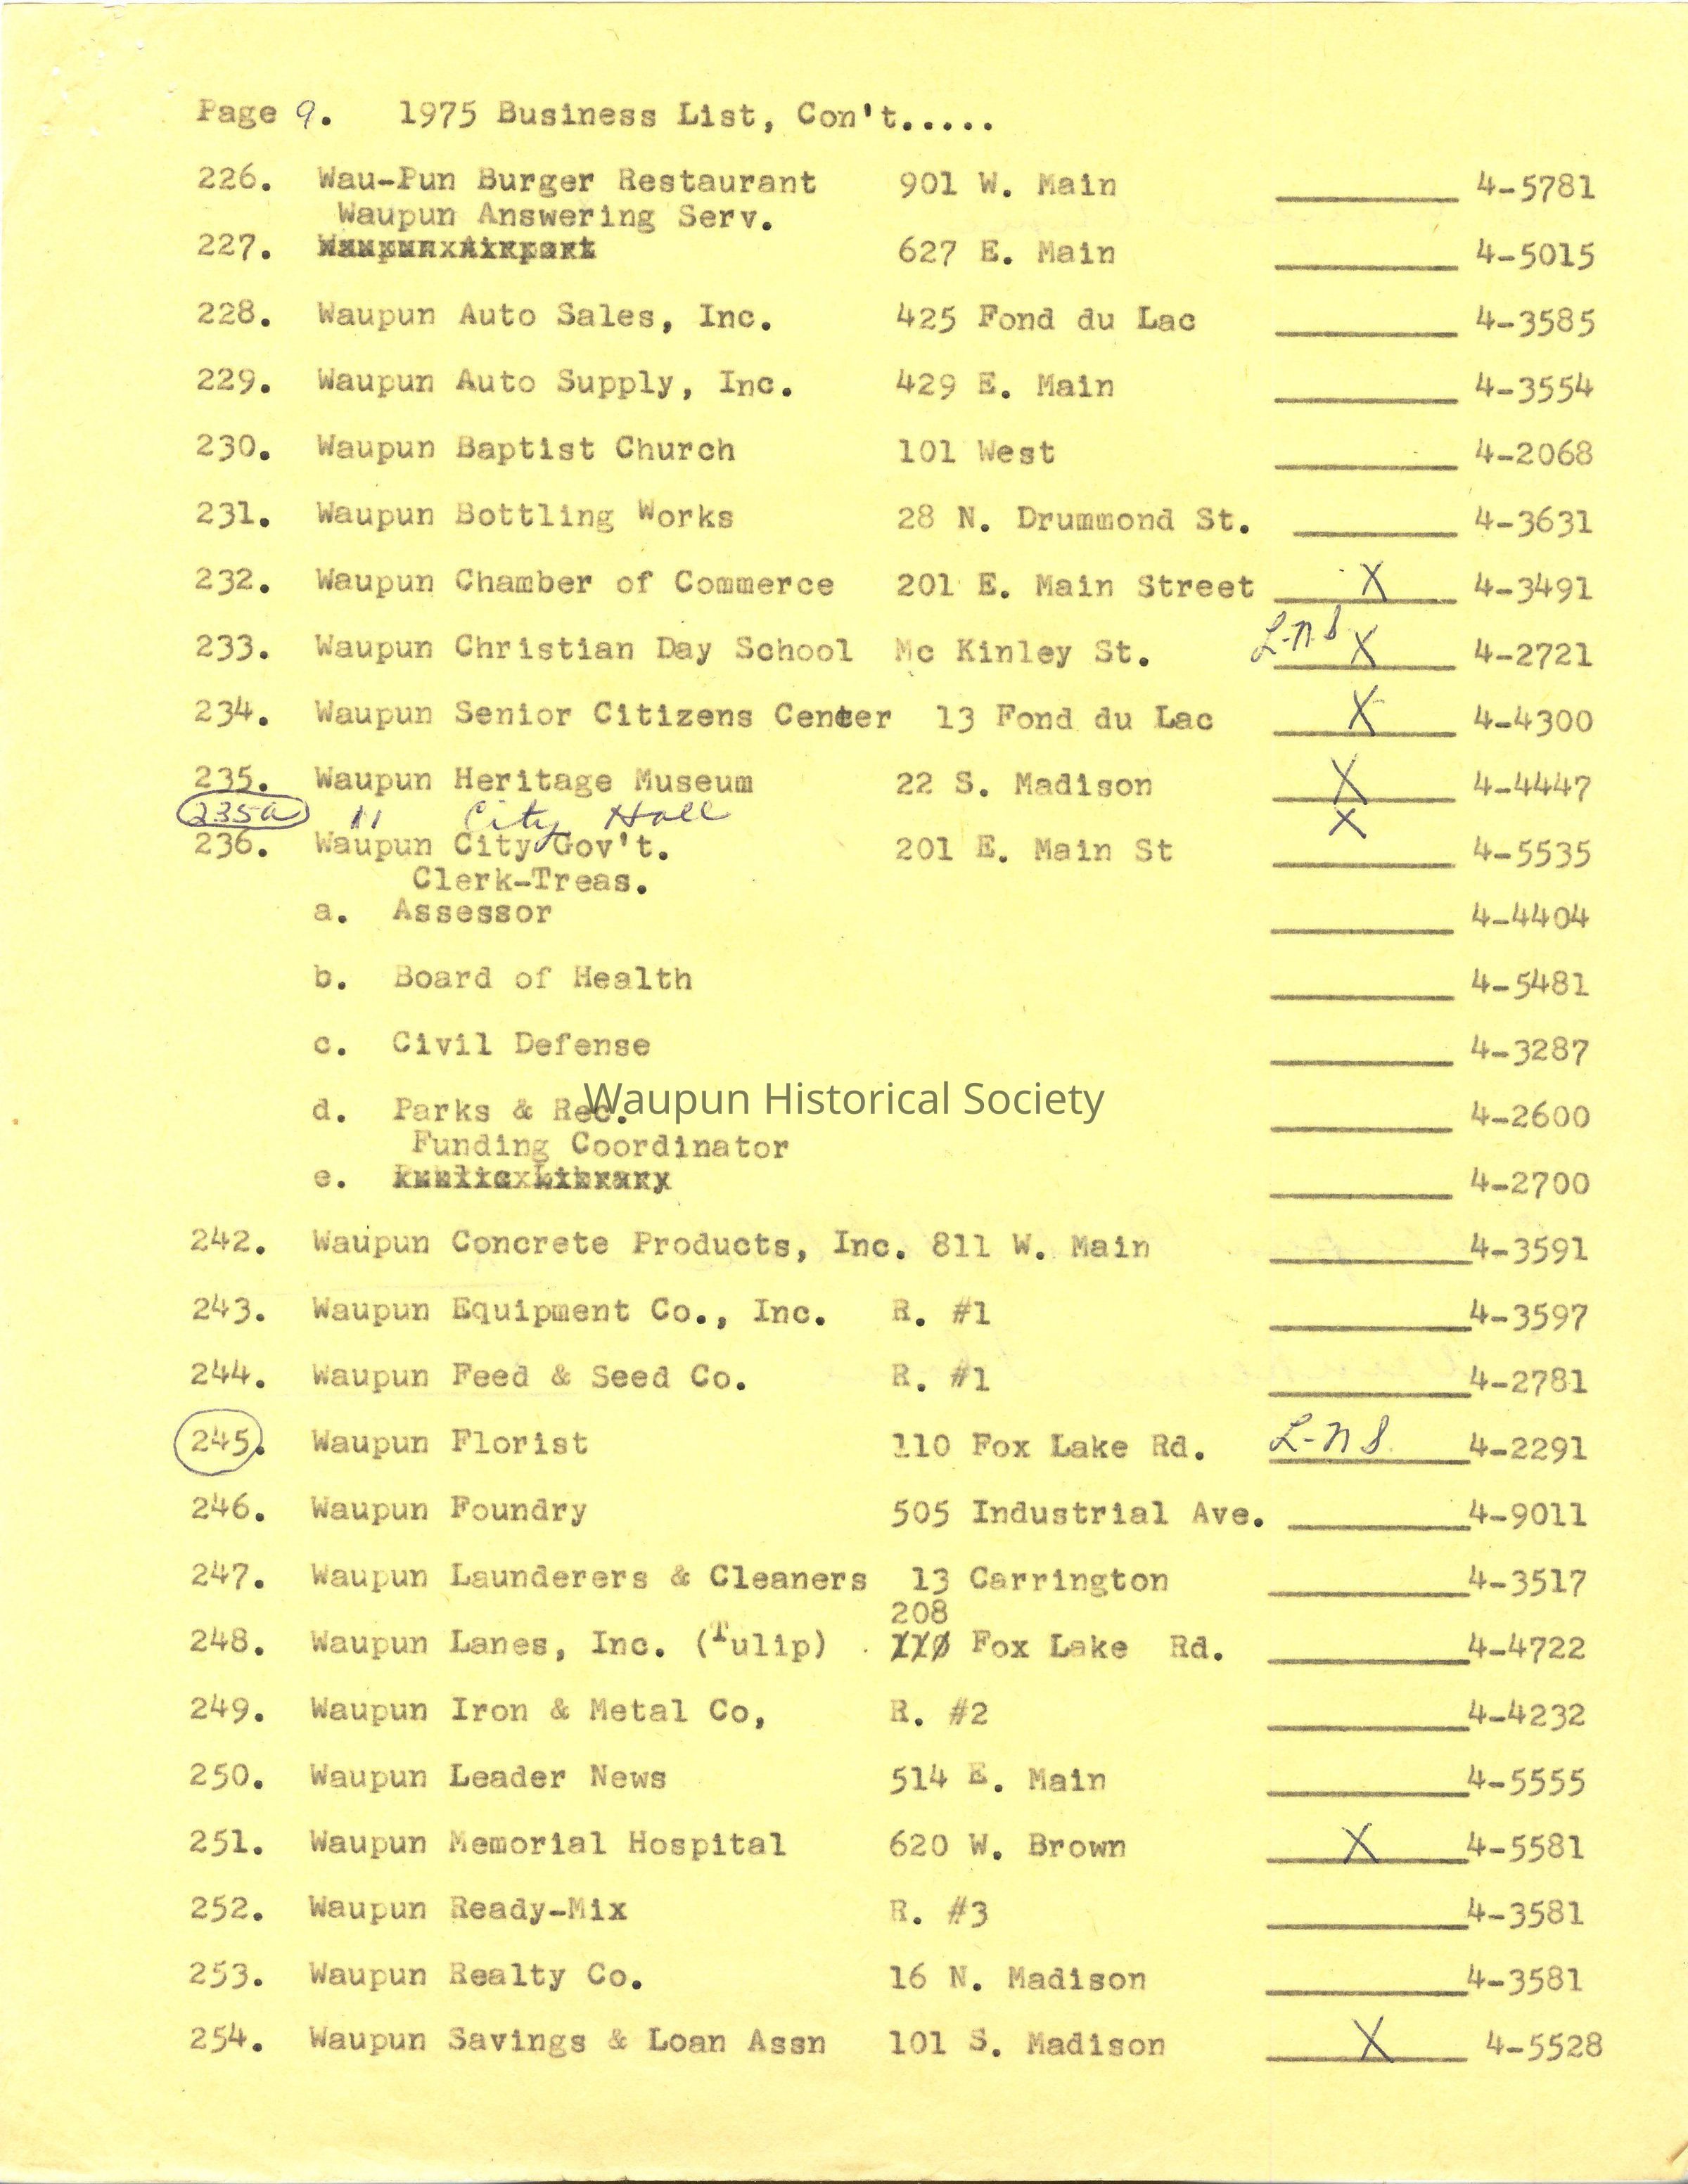 Page 9. 1975 Business List, Con't.....
226. Wau-Pun Burger Restaurant 901 W. Main 4-5781
Waupun Answering Serv.
227. Waupun Airport 627 E. Main 4-5015
228. Waupun Auto Sales, Inc. 425 Fond du Lac 4-3585
229. Waupun Auto Supply, Inc. 429 E. Main 4-3554
230. Waupun Baptist Church 101 West 4-2068
231. Waupun Bottling Works 28 N. Drummond St. 4-3631
232. Waupun Chamber of Commerce 201 E. Main Street X 4-3491
233. Waupun Christian Day School Mc Kinley St. L-n S X 4-2721
234. Waupun Senior Citizens Center 13 Fond du Lac X 4-4300
235. Waupun Heritage Museum 22 S. Madison X 4-4447
235a " City Hall X
236. Waupun City Gov't. 201 E. Main St 4-5535
Clerk-Treas.
a. Assessor 4-4404
b. Board of Health 4-5481
c. Civil Defense 4-3287
Waupun Historical Society
d. Parks & Rec. 4-2600
Funding Coordinator
e. Public Library 4-2700
242. Waupun Concrete Products, Inc. 811 W. Main 4-3591
243. Waupun Equipment Co., Inc. R. #1 4-3597
244. Waupun Feed & Seed Co. R. #1 4-2781
245. Waupun Florist 110 Fox Lake Rd. L-n S. 4-2291
246. Waupun Foundry 505 Industrial Ave. 4-9011
247. Waupun Launderers & Cleaners 13 Carrington 4-3517
208
248. Waupun Lanes, Inc. (Tulip) 110 Fox Lake Rd. 4-4722
249. Waupun Iron & Metal Co, R. #2 4-4232
250. Waupun Leader News 514 E. Main 4-5555
251. Waupun Memorial Hospital 620 W. Brown X 4-5581
252. Waupun Ready-Mix R. #3 4-3581
253. Waupun Realty Co. 16 N. Madison 4-3581
254. Waupun Savings & Loan Assn 101 S. Madison X 4-5528